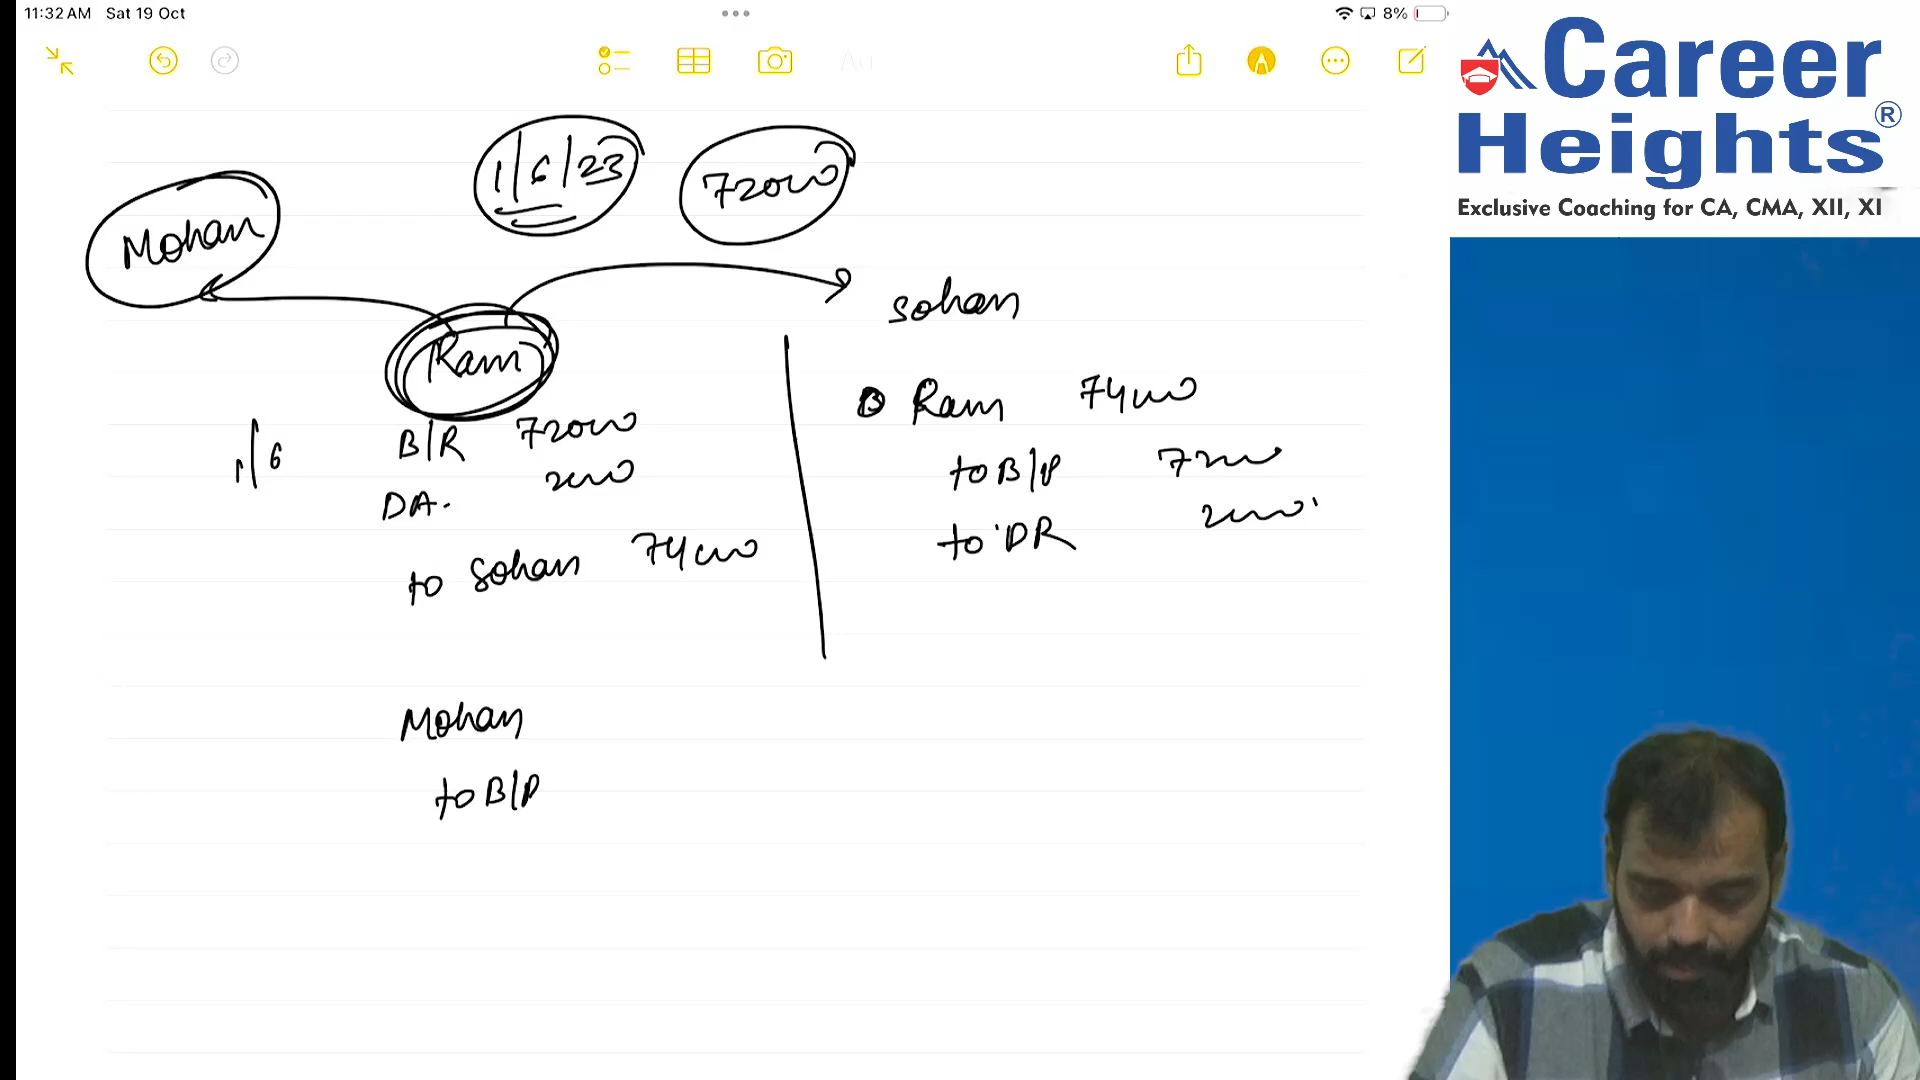 11:32 AM Sat 19 Oct
8%
Career
Heights®
Exclusive Coaching for CA, CMA, XII, XI
1/6/23 72000
Mohan
Sohan
Ram
1/6 B/R 72000
DA. 2000
to Sohan 74000
Ram 74000
to B/P 72000
to DR 2000
Mohan
to B/P